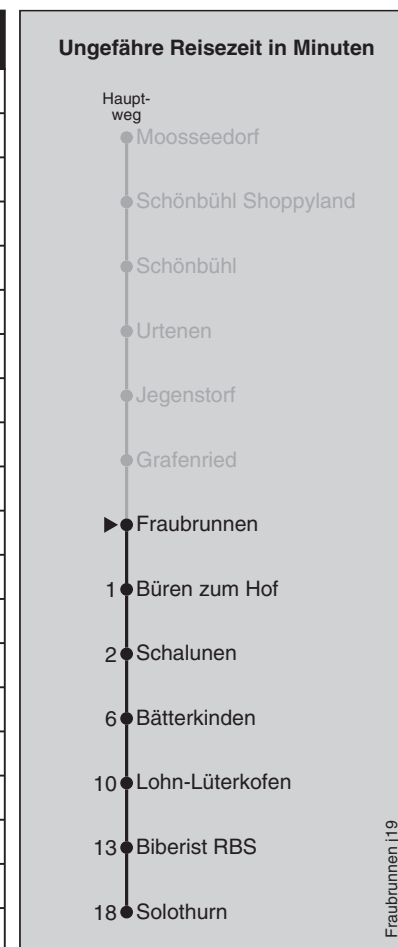 Ungefähre Reisezeit in Minuten
Haupt-
weg
Moosseedorf
Schönbühl Shoppyland
Schönbühl
Urtenen
Jegenstorf
Grafenried
Fraubrunnen
1 Büren zum Hof
2 Schalunen
6 Bätterkinden
10 Lohn-Lüterkofen
13 Biberist RBS
18 Solothurn
Fraubrunnen i19